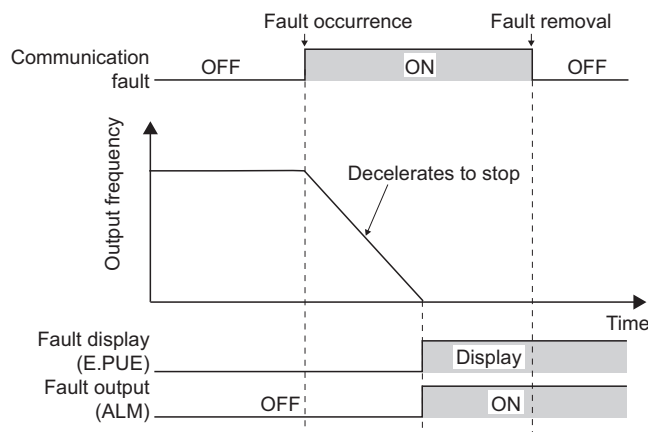 Fault occurrence
Fault removal
Communication
fault
OFF
ON
OFF
Output frequency
Decelerates to stop
Time
Fault display
(E.PUE)
Display
Fault output
(ALM)
OFF
ON